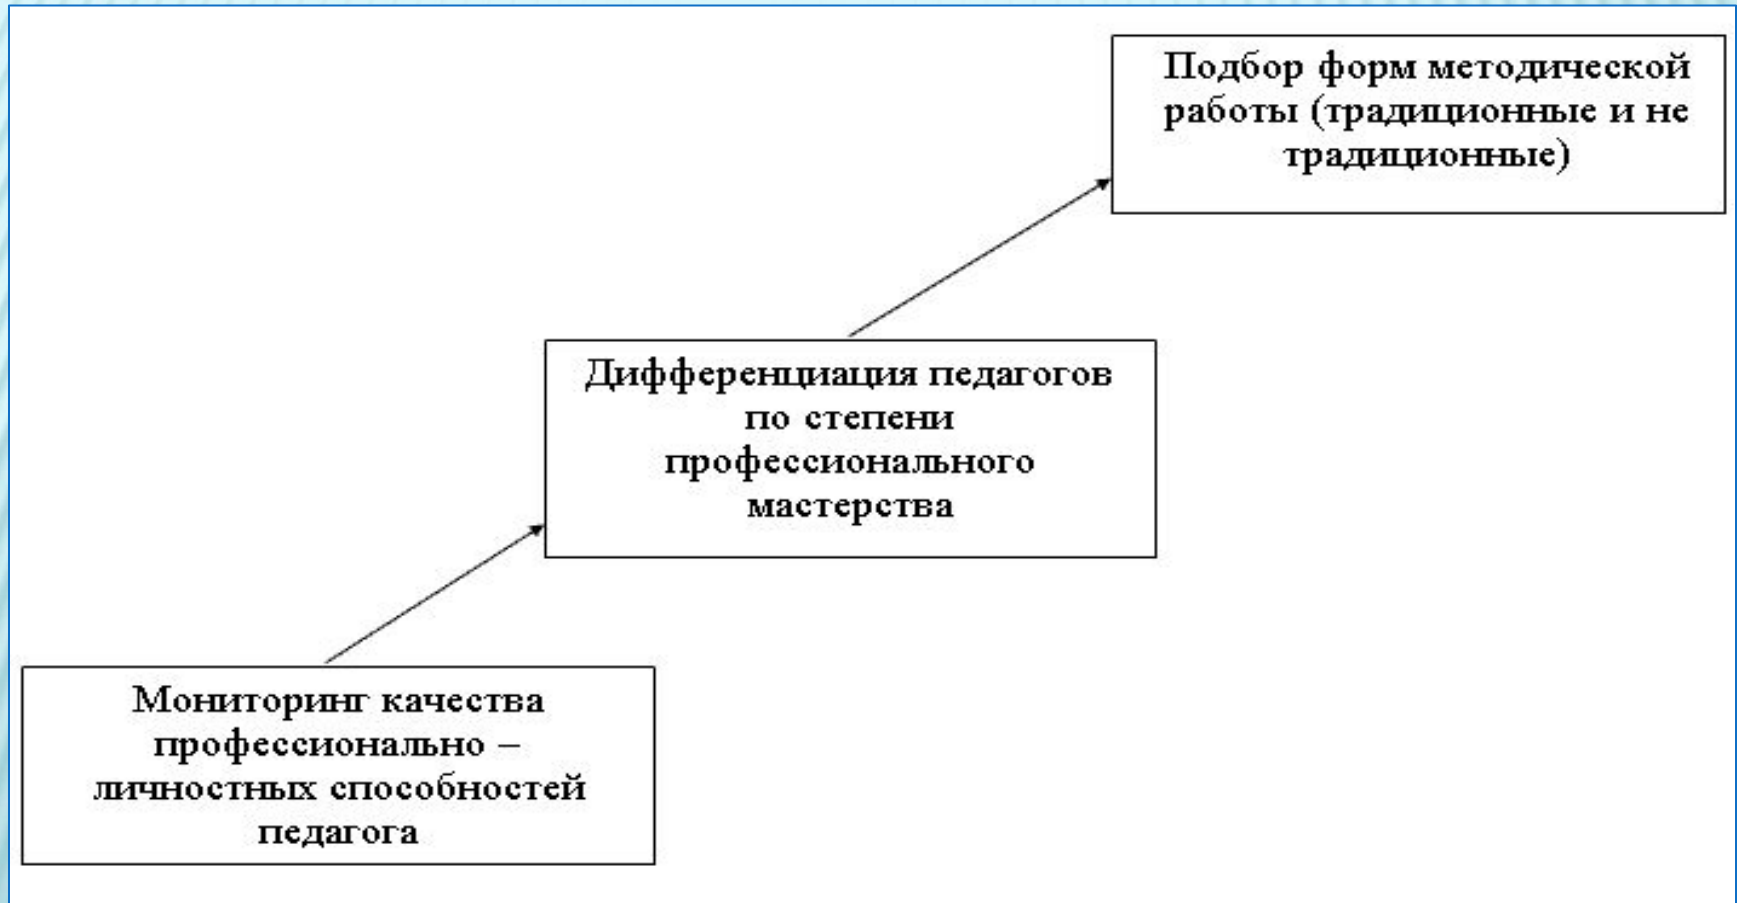 Подбор форм методической
работы (традиционные и не
традиционные)
Дифференциация педагогов
по степени
профессионального
мастерства
Мониторинг качества
профессионально –
личностных способностей
педагога